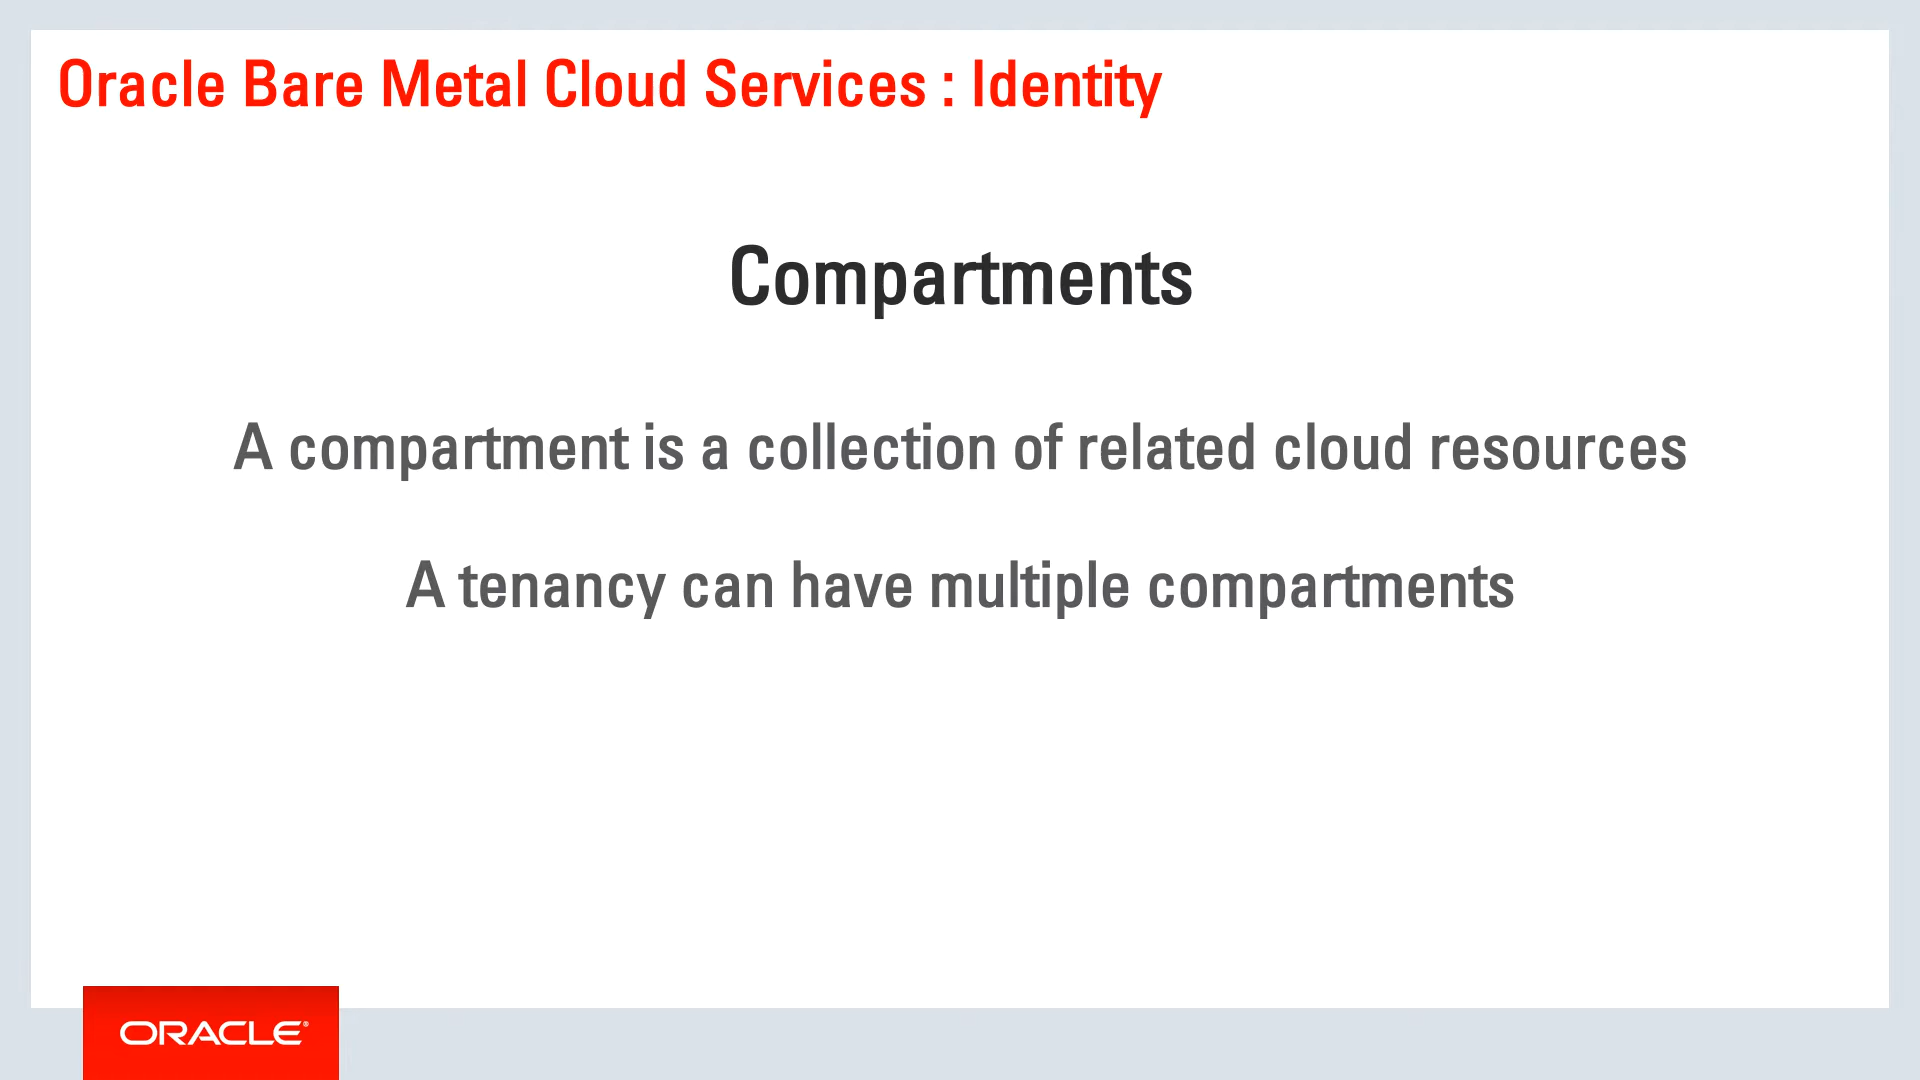 Oracle Bare Metal Cloud Services : Identity
Compartments
A compartment is a collection of related cloud resources
A tenancy can have multiple compartments
ORACLE®